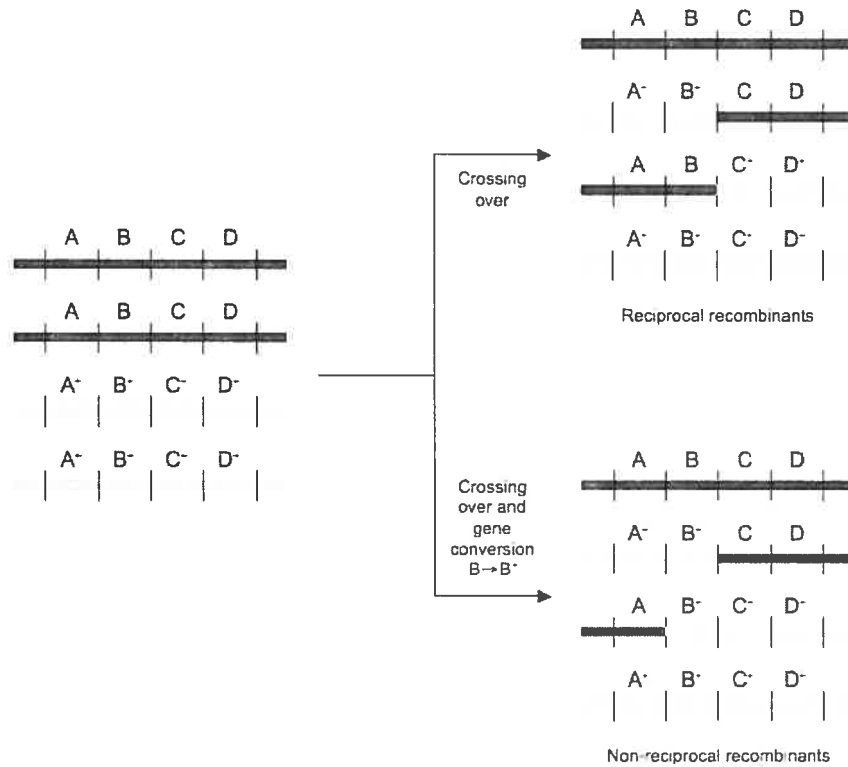 A B C D
A B C D
A⁺ B⁺ C⁻ D⁻
A⁺ B⁻ C⁻ D⁺
Crossing
over
A B C D
A⁻ B⁻ C D
A B C⁻ D⁺
A⁻ B⁻ C⁺ D⁻
Reciprocal recombinants
Crossing
over and
gene
conversion
B→B⁺
A B C D
A⁻ B⁻ C D
A B⁻ C⁻ D⁻
A⁺ B⁺ C⁺ D⁻
Non-reciprocal recombinants